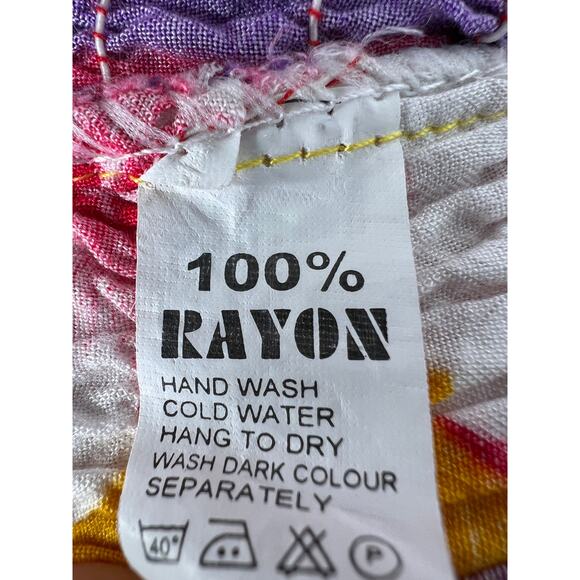 100%
RAYON
HAND WASH
COLD WATER
HANG TO DRY
WASH DARK COLOUR
SEPARATELY
40° P